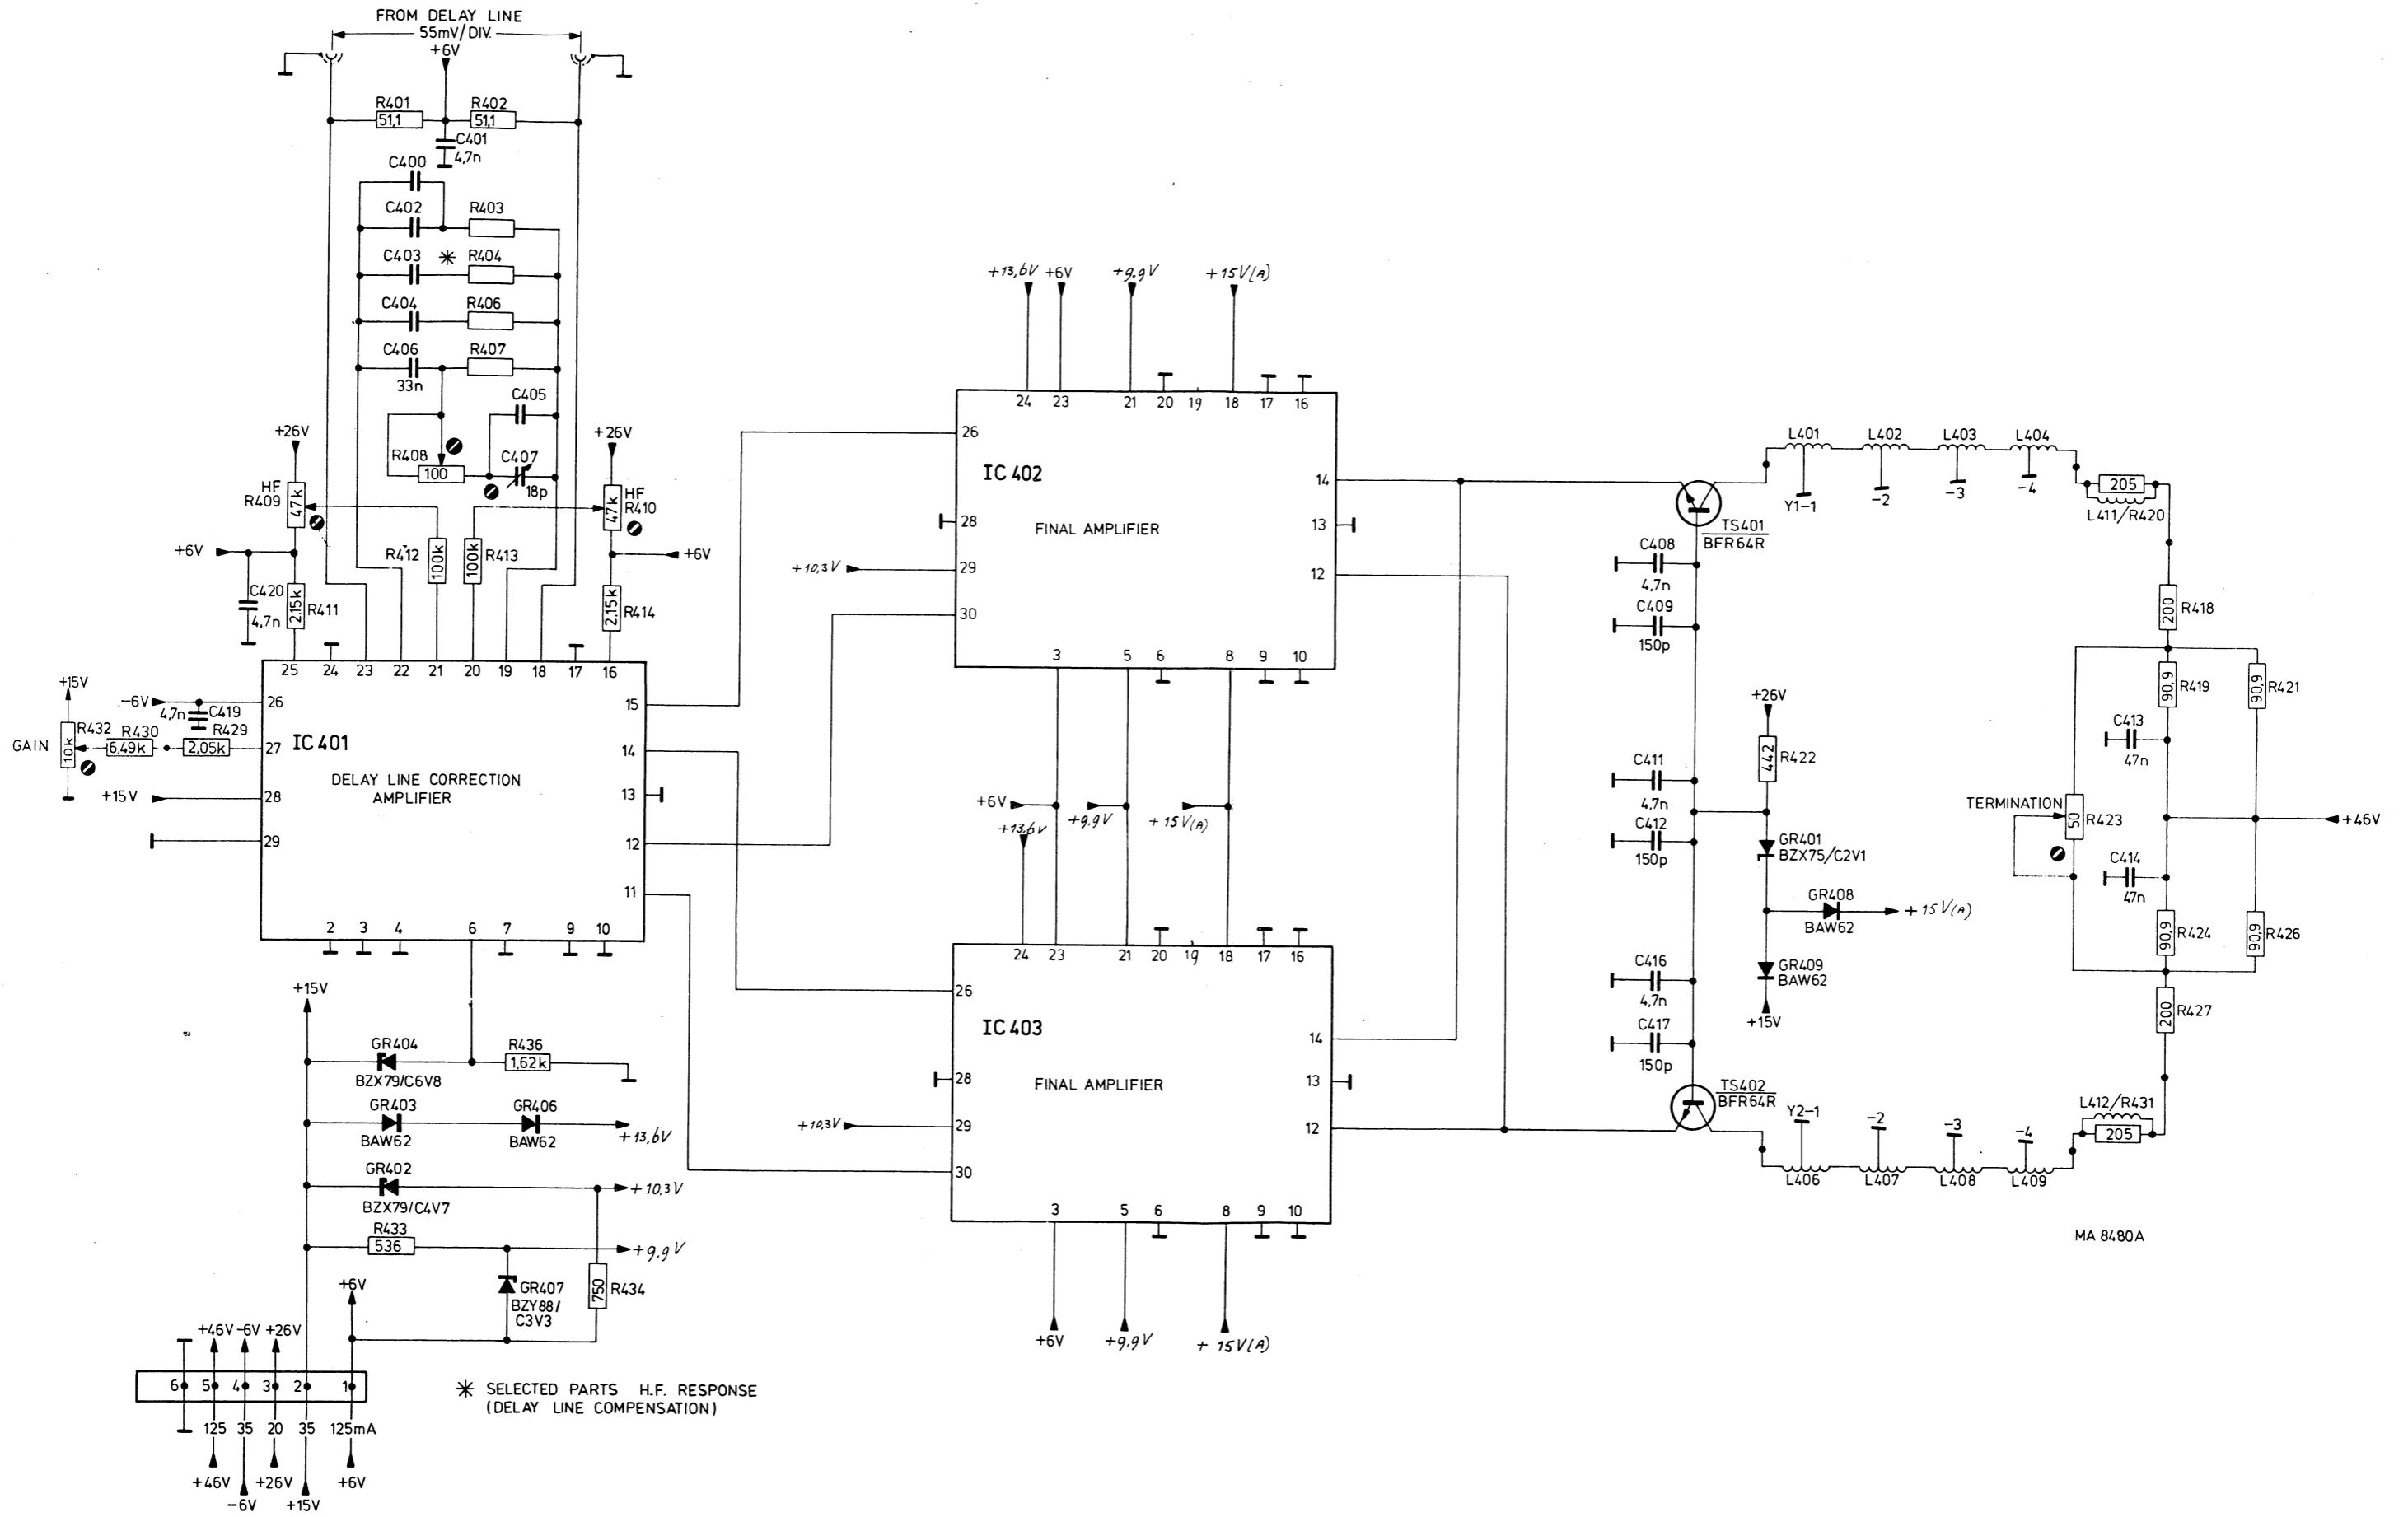 FROM DELAY LINE
55mV/DIV.
+6V
R401
51,1
R402
51,1
C401
4,7n
C400
C402
R403
C403
✳
R404
C404
R406
C406
33n
R407
C405
R408
100
C407
18p
+26V
HF
R409
47k
+26V
HF
R410
47k
+6V
+6V
R412
100k
R413
100k
C420
4,7n
R411
2,15k
R414
2,15k
25 24 23 22 21 20 19 18 17 16
+15V
-6V
4,7n
C419
26
GAIN
R432
10k
R430
6,49k
R429
2,05k
27
+15V
28
29
IC 401
DELAY LINE CORRECTION
AMPLIFIER
15
14
13
12
11
2 3 4 6 7 9 10
+15V
GR404
BZX79/C6V8
R436
1,62k
GR403
BAW62
GR406
BAW62
+13,6V
GR402
BZX79/C4V7
+10,3V
R433
536
+9,9V
GR407
BZY88/
C3V3
R434
750
+6V
+46V -6V +26V
6 5 4 3 2 1
125 35 20 35 125mA
+46V +26V +6V
-6V +15V
✳ SELECTED PARTS H.F. RESPONSE
(DELAY LINE COMPENSATION)
+13,6V +6V +9.9V +15V(A)
24 23 21 20 19 18 17 16
26
IC 402
FINAL AMPLIFIER
28
+10,3V
29
30
14
13
12
3 5 6 8 9 10
+6V
+9.9V
+15V(A)
+13,6V
24 23 21 20 19 18 17 16
26
IC 403
FINAL AMPLIFIER
28
+10,3V
29
30
14
13
12
3 5 6 8 9 10
+6V
+9,9V
+ 15V(A)
TS401
BFR64R
C408
4,7n
C409
150p
C411
4,7n
C412
150p
C416
4,7n
C417
150p
TS402
BFR64R
+26V
R422
442
GR401
BZX75/C2V1
GR408
BAW62
+15V(A)
GR409
BAW62
+15V
L401 L402 L403 L404
Y1-1 -2 -3 -4
205
L411/R420
R418
200
R419
90,9
R421
90,9
C413
47n
TERMINATION
R423
50
+46V
C414
47n
R424
90,9
R426
90,9
R427
200
L412/R431
205
Y2-1 -2 -3 -4
L406 L407 L408 L409
MA 8480A